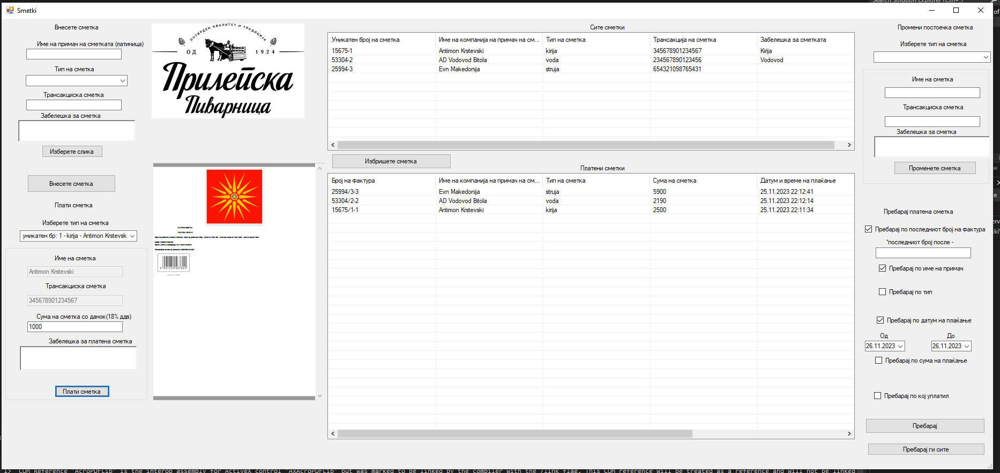 Search Solution Explorer (Ctrl+;)
Smetki
Внесете сметка
Име на примач на сметката (латиница)
Тип на сметка
Трансакциска сметка
Забелешка за сметка
Изберете слика
Внесете сметка
Плати сметка
Изберете тип на сметка
уникатен бр: 1 - kirija - Antimon Krstevsk
Име на сметка
Antimon Krstevski
Трансакциска сметка
345678901234567
Сума на сметка со данок(18% ддв)
1000
Забелешка за платена сметка
Плати сметка
ПОТВРДЕН КВАЛИТЕТ И ТРАДИЦИЈА
ОД 1924
Прилепска
Пиварница
Сите сметки
Уникатен број на сметка Име на компанија на примач на см... Тип на сметка Трансакција на сметка Забелешка за сметката
15675-1 Antimon Krstevski kirija 345678901234567 Kirija
53304-2 AD Vodovod Bitola voda 234567890123456 Vodovod
25994-3 Evn Makedonija struja 654321098765431
Избришете сметка
Платени сметки
Број на фактура Име на компанија на примач на см... Тип на сметка Сума на сметка Датум и време на плаќање
25994/3-3 Evn Makedonija struja 5900 25.11.2023 22:12:41
53304/2-2 AD Vodovod Bitola voda 2190 25.11.2023 22:12:14
15675/1-1 Antimon Krstevski kirija 2500 25.11.2023 22:11:34
Промени постоечка сметка
Изберете тип на сметка
Име на сметка
Трансакциска сметка
Забелешка за сметка
Променете сметка
Пребарај платена сметка
Пребарај по последниот број на фактура
*последниот број после -
Пребарај по име на примач
Пребарај по тип
Пребарај по датум на плаќање
Од До
26.11.2023 26.11.2023
Пребарај по сума на плаќање
Пребарај по кој уплатил
Пребарај
Пребарај ги сите
1> COM Reference 'AcroPDFLib' is the interop assembly for ActiveX control 'AxAcroPDFLib' but was marked to be linked by the compiler with the /link flag. This COM reference will be treated as a reference and will not be linked